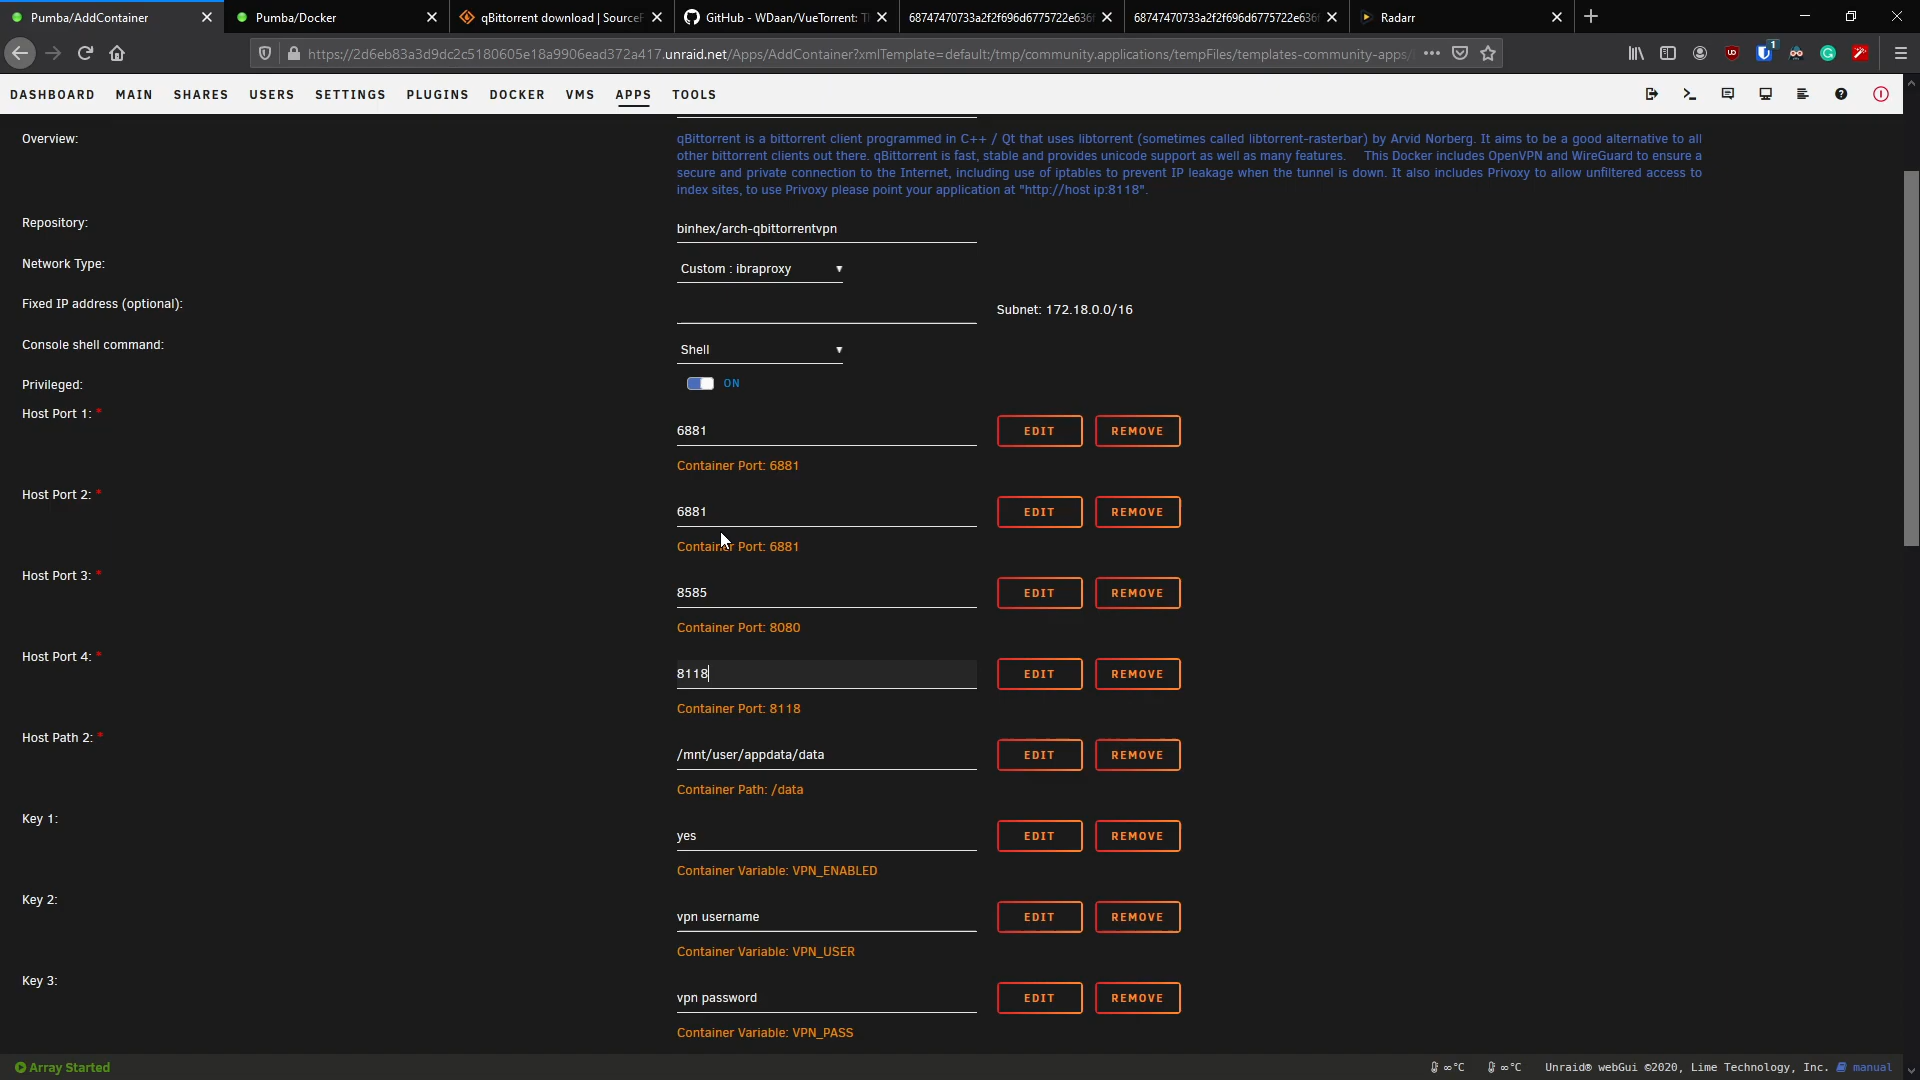 Pumba/AddContainer
Pumba/Docker
qBittorrent download | SourceF
GitHub - WDaan/VueTorrent: Th
68747470733a2f2f696d6775722e636f
68747470733a2f2f696d6775722e636f
Radarr
https://2d6eb83a3d9dc2c5180605e18a9906ead372a417.unraid.net/Apps/AddContainer?xmlTemplate=default:/tmp/community.applications/tempFiles/templates-community-apps/
1
DASHBOARD MAIN SHARES USERS SETTINGS PLUGINS DOCKER VMS APPS TOOLS
Overview:
qBittorrent is a bittorrent client programmed in C++ / Qt that uses libtorrent (sometimes called libtorrent-rasterbar) by Arvid Norberg. It aims to be a good alternative to all
other bittorrent clients out there. qBittorrent is fast, stable and provides unicode support as well as many features. This Docker includes OpenVPN and WireGuard to ensure a
secure and private connection to the Internet, including use of iptables to prevent IP leakage when the tunnel is down. It also includes Privoxy to allow unfiltered access to
index sites, to use Privoxy please point your application at "http://host ip:8118".
Repository:
binhex/arch-qbittorrentvpn
Network Type:
Custom : ibraproxy
Fixed IP address (optional):
Subnet: 172.18.0.0/16
Console shell command:
Shell
Privileged:
ON
Host Port 1: *
6881 EDIT REMOVE
Container Port: 6881
Host Port 2: *
6881 EDIT REMOVE
Container Port: 6881
Host Port 3: *
8585 EDIT REMOVE
Container Port: 8080
Host Port 4: *
8118 EDIT REMOVE
Container Port: 8118
Host Path 2: *
/mnt/user/appdata/data EDIT REMOVE
Container Path: /data
Key 1:
yes EDIT REMOVE
Container Variable: VPN_ENABLED
Key 2:
vpn username EDIT REMOVE
Container Variable: VPN_USER
Key 3:
vpn password EDIT REMOVE
Container Variable: VPN_PASS
Array Started
∞°C ∞°C Unraid® webGui ©2020, Lime Technology, Inc. manual